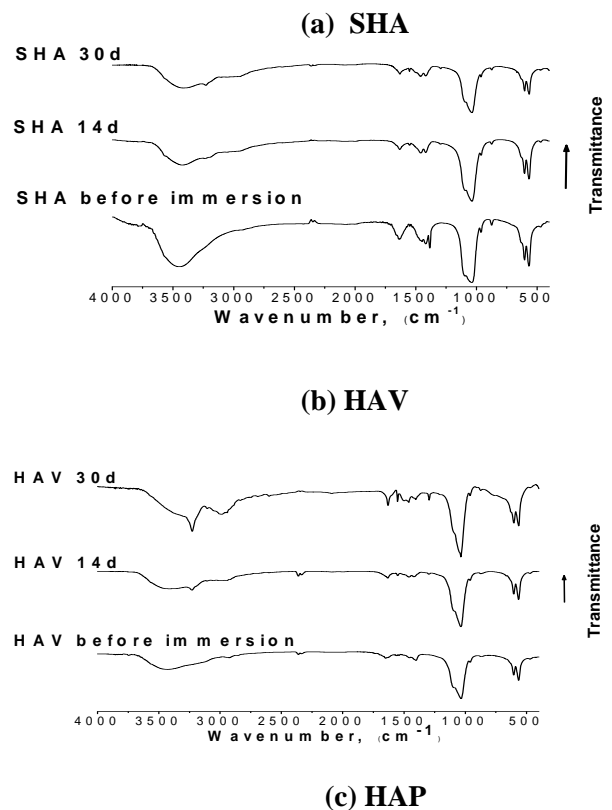 (a) SHA
SHA 30d
SHA 14d
SHA before immersion
Transmittance
4000 3500 3000 2500 2000 1500 1000 500
Wavenumber, (cm-1)
(b) HAV
HAV 30d
HAV 14d
HAV before immersion
Transmittance
4000 3500 3000 2500 2000 1500 1000 500
Wavenumber, (cm-1)
(c) HAP